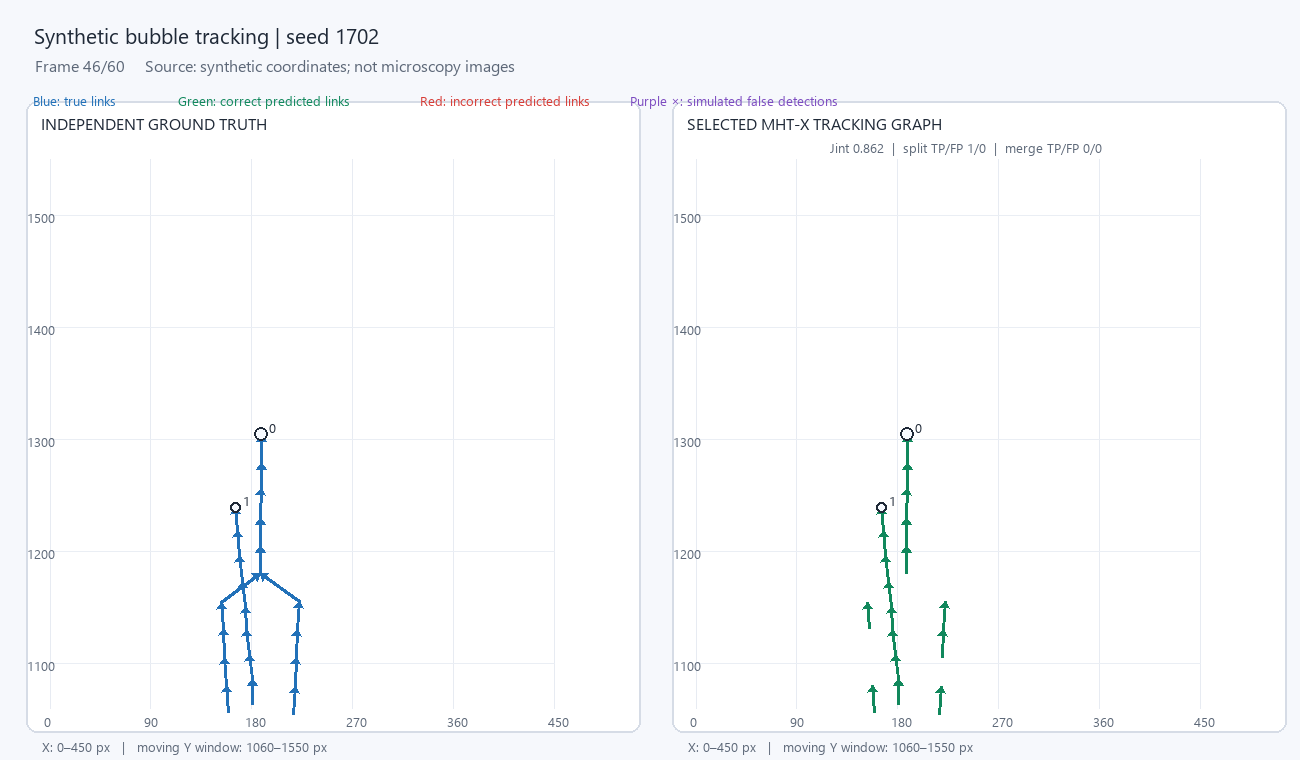 Synthetic bubble tracking | seed 1702
Frame 46/60 Source: synthetic coordinates; not microscopy images
Blue: true links Green: correct predicted links Red: incorrect predicted links Purple ×: simulated false detections
INDEPENDENT GROUND TRUTH
1500
1400
1300
1200
1100
0
1
0 90 180 270 360 450
X: 0–450 px | moving Y window: 1060–1550 px
SELECTED MHT-X TRACKING GRAPH
Jint 0.862 | split TP/FP 1/0 | merge TP/FP 0/0
1500
1400
1300
1200
1100
0
1
0 90 180 270 360 450
X: 0–450 px | moving Y window: 1060–1550 px